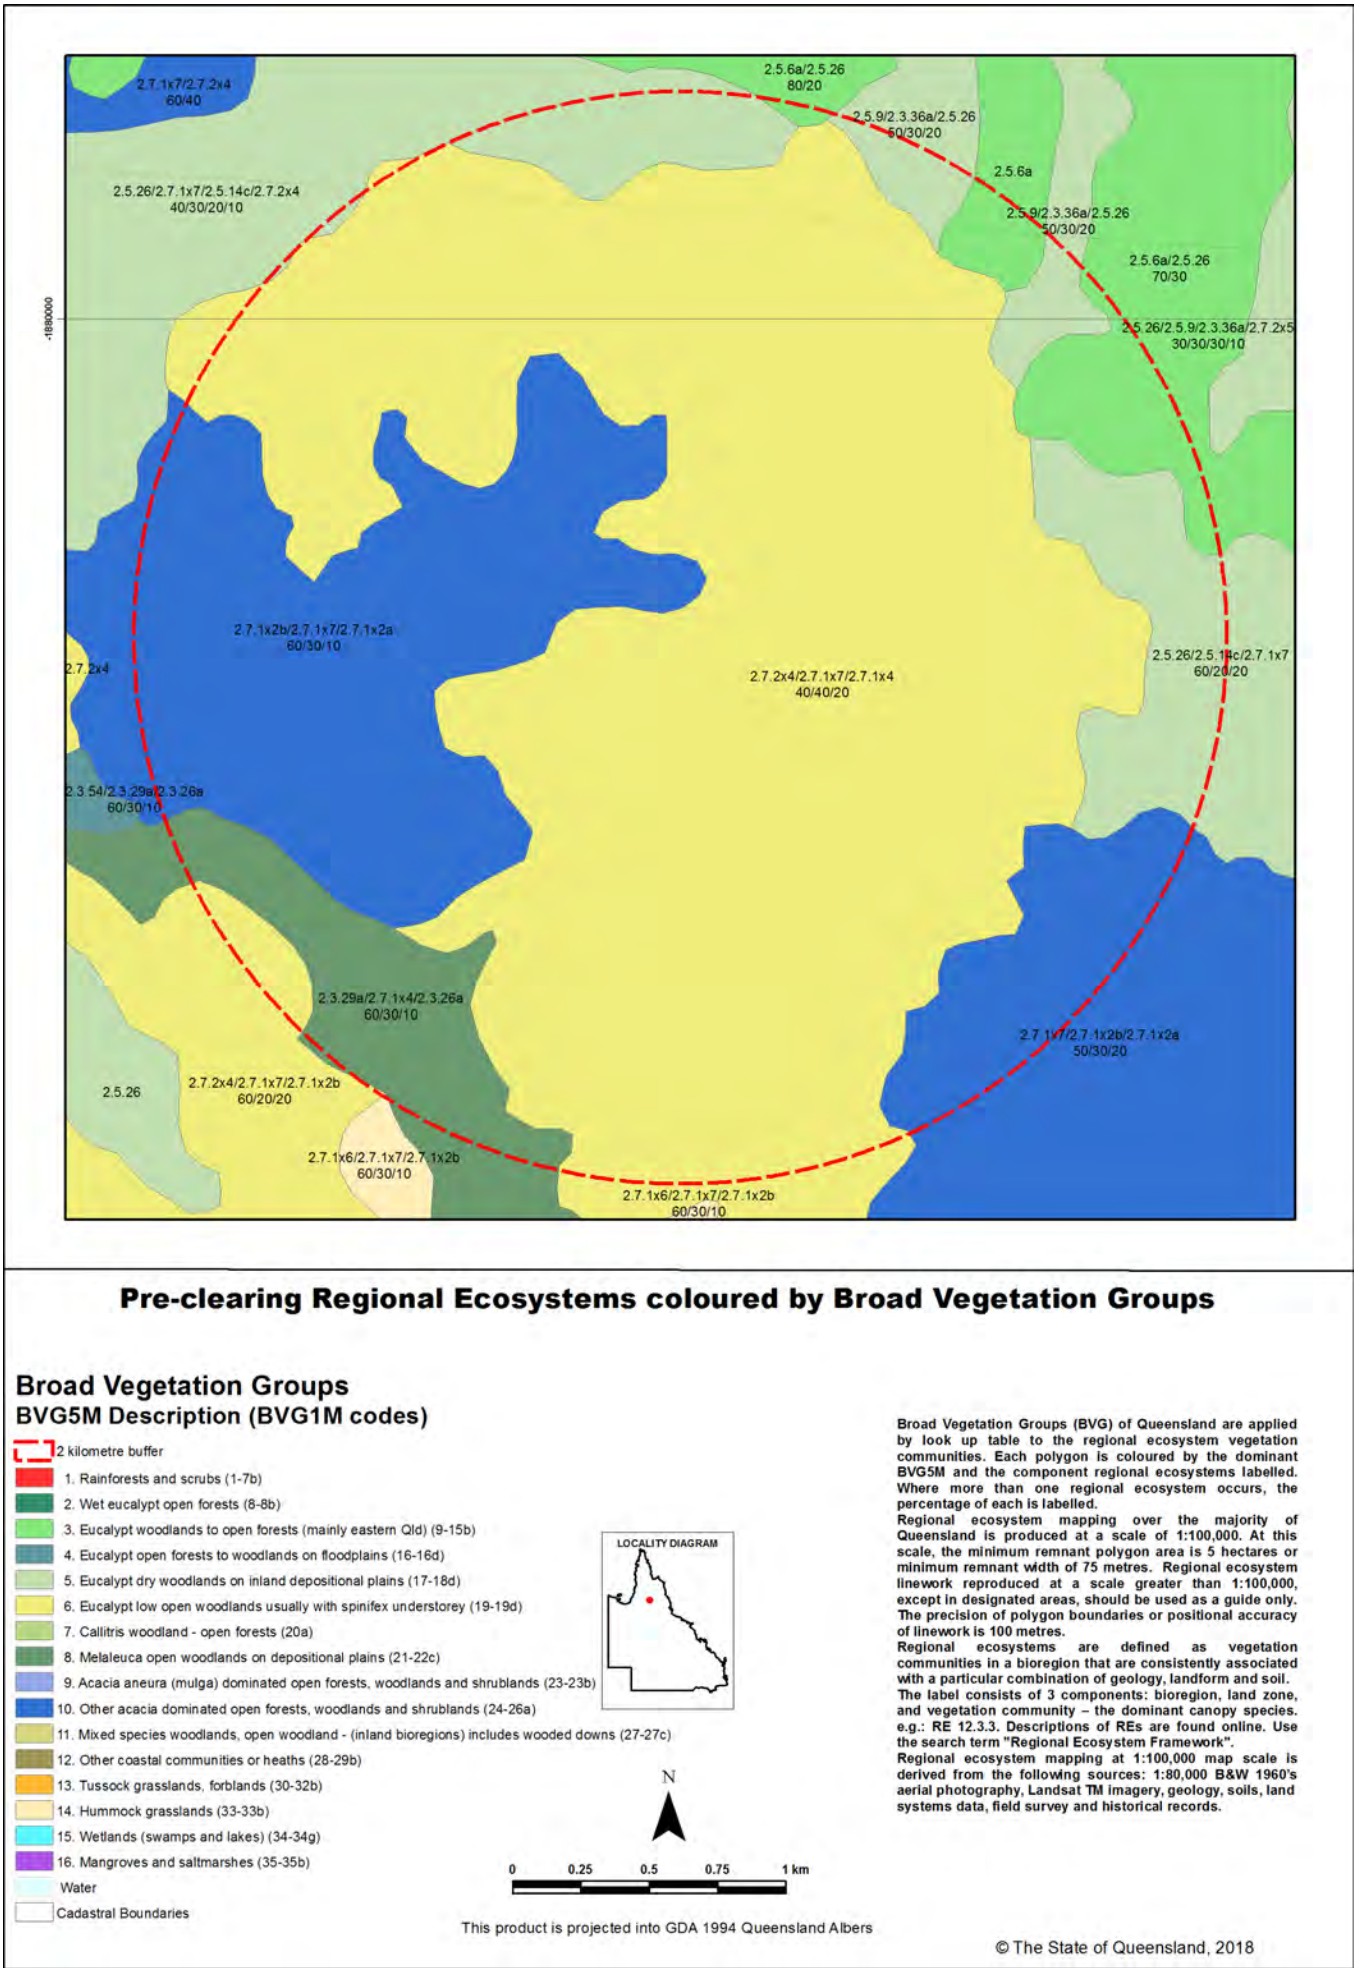 2.7.1x7/2.7.2x4
60/40
2.5.6a/2.5.26
80/20
2.5.9/2.3.36a/2.5.26
50/30/20
2.5.6a
2.5.26/2.7.1x7/2.5.14c/2.7.2x4
40/30/20/10
2.5.9/2.3.36a/2.5.26
50/30/20
2.5.6a/2.5.26
70/30
-1880000
2.5.26/2.5.9/2.3.36a/2.7.2x5
30/30/30/10
2.7.1x2b/2.7.1x7/2.7.1x2a
60/30/10
2.7.2x4
2.7.2x4/2.7.1x7/2.7.1x4
40/40/20
2.5.26/2.5.14c/2.7.1x7
60/20/20
2.3.54/2.3.29a/2.3.26a
60/30/10
2.3.29a/2.7.1x4/2.3.26a
60/30/10
2.7.1x7/2.7.1x2b/2.7.1x2a
50/30/20
2.5.26
2.7.2x4/2.7.1x7/2.7.1x2b
60/20/20
2.7.1x6/2.7.1x7/2.7.1x2b
60/30/10
2.7.1x6/2.7.1x7/2.7.1x2b
60/30/10
Pre-clearing Regional Ecosystems coloured by Broad Vegetation Groups
Broad Vegetation Groups
BVG5M Description (BVG1M codes)
2 kilometre buffer
1. Rainforests and scrubs (1-7b)
2. Wet eucalypt open forests (8-8b)
3. Eucalypt woodlands to open forests (mainly eastern Qld) (9-15b)
4. Eucalypt open forests to woodlands on floodplains (16-16d)
5. Eucalypt dry woodlands on inland depositional plains (17-18d)
6. Eucalypt low open woodlands usually with spinifex understorey (19-19d)
7. Callitris woodland - open forests (20a)
8. Melaleuca open woodlands on depositional plains (21-22c)
9. Acacia aneura (mulga) dominated open forests, woodlands and shrublands (23-23b)
10. Other acacia dominated open forests, woodlands and shrublands (24-26a)
11. Mixed species woodlands, open woodland - (inland bioregions) includes wooded downs (27-27c)
12. Other coastal communities or heaths (28-29b)
13. Tussock grasslands, forblands (30-32b)
14. Hummock grasslands (33-33b)
15. Wetlands (swamps and lakes) (34-34g)
16. Mangroves and saltmarshes (35-35b)
Water
Cadastral Boundaries
LOCALITY DIAGRAM
N
0 0.25 0.5 0.75 1 km
This product is projected into GDA 1994 Queensland Albers
Broad Vegetation Groups (BVG) of Queensland are applied
by look up table to the regional ecosystem vegetation
communities. Each polygon is coloured by the dominant
BVG5M and the component regional ecosystems labelled.
Where more than one regional ecosystem occurs, the
percentage of each is labelled.
Regional ecosystem mapping over the majority of
Queensland is produced at a scale of 1:100,000. At this
scale, the minimum remnant polygon area is 5 hectares or
minimum remnant width of 75 metres. Regional ecosystem
linework reproduced at a scale greater than 1:100,000,
except in designated areas, should be used as a guide only.
The precision of polygon boundaries or positional accuracy
of linework is 100 metres.
Regional ecosystems are defined as vegetation
communities in a bioregion that are consistently associated
with a particular combination of geology, landform and soil.
The label consists of 3 components: bioregion, land zone,
and vegetation community – the dominant canopy species.
e.g.: RE 12.3.3. Descriptions of REs are found online. Use
the search term "Regional Ecosystem Framework".
Regional ecosystem mapping at 1:100,000 map scale is
derived from the following sources: 1:80,000 B&W 1960's
aerial photography, Landsat TM imagery, geology, soils, land
systems data, field survey and historical records.
© The State of Queensland, 2018